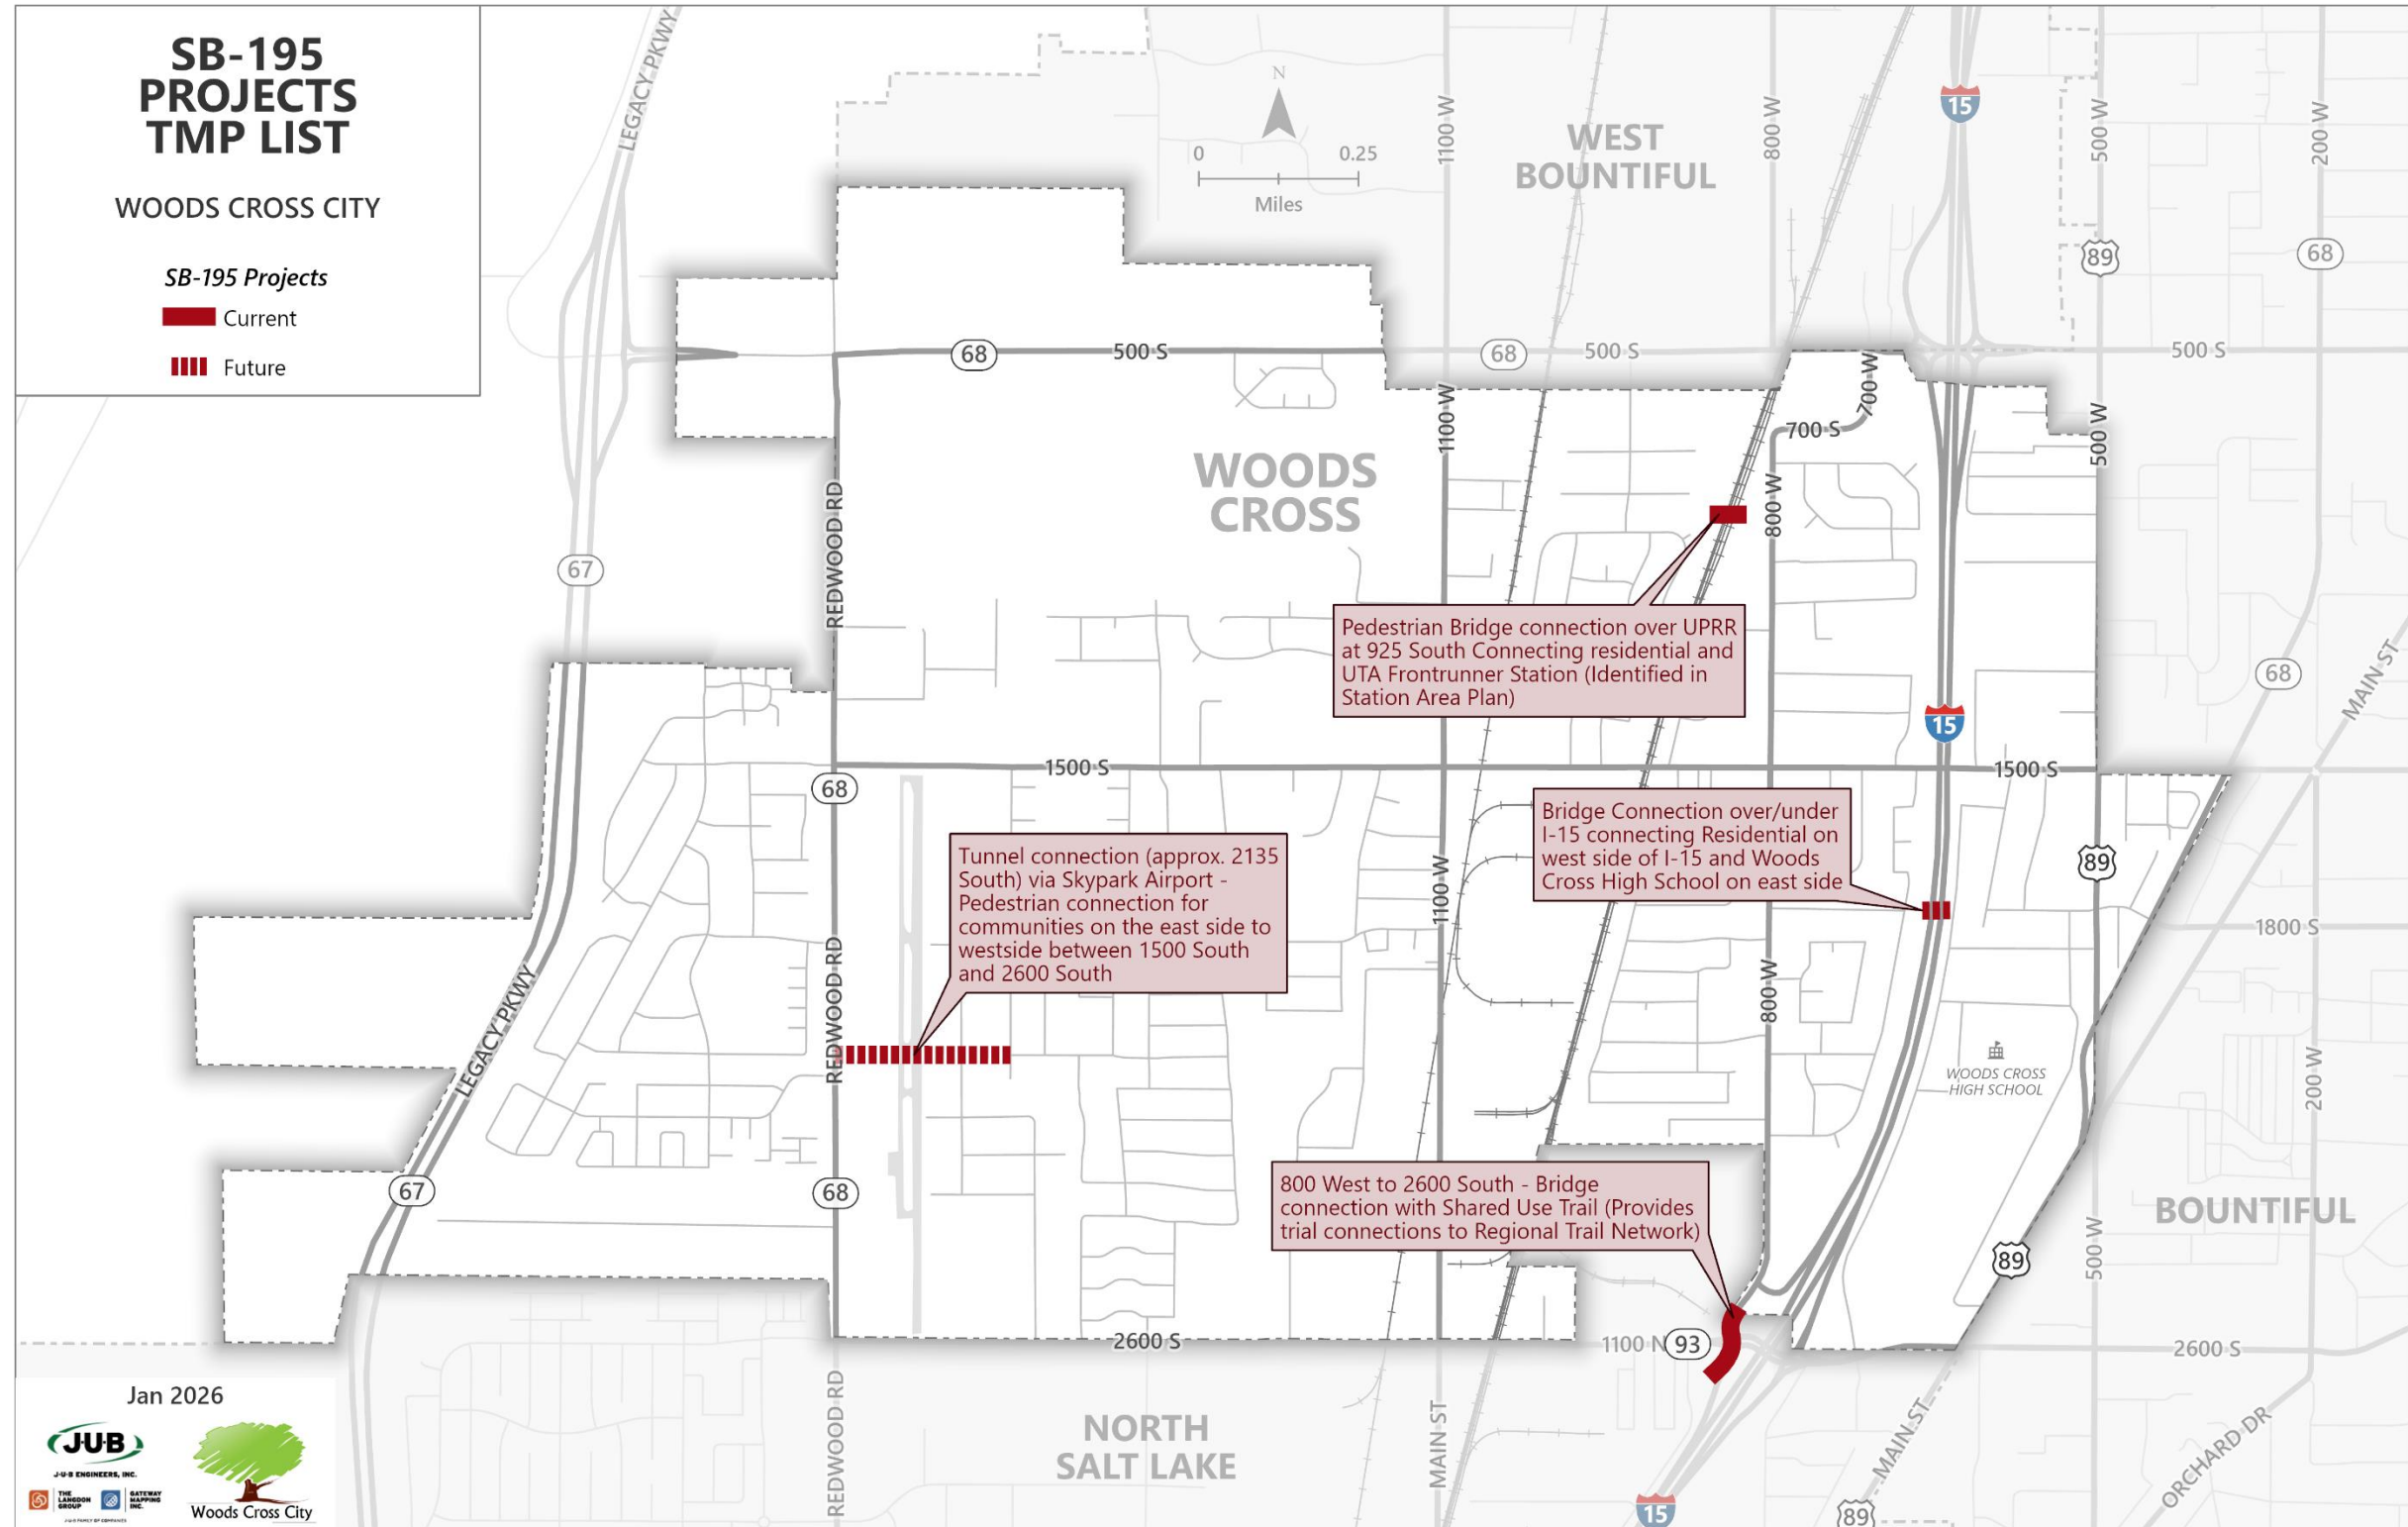 SB-195
PROJECTS
TMP LIST
WOODS CROSS CITY
SB-195 Projects
Current
Future
LEGACY PKWY
N
0 0.25
Miles
1100 W
WEST
BOUNTIFUL
800 W
15
500 W
200 W
89
68
68
500 S
68
500 S
500 S
700 W
700 S
1100 W
500 W
WOODS
CROSS
REDWOOD RD
800 W
67
Pedestrian Bridge connection over UPRR
at 925 South Connecting residential and
UTA Frontrunner Station (Identified in
Station Area Plan)
68
MAIN ST
15
1500 S
1500 S
68
Bridge Connection over/under
I-15 connecting Residential on
west side of I-15 and Woods
Cross High School on east side
89
Tunnel connection (approx. 2135
South) via Skypark Airport -
Pedestrian connection for
communities on the east side to
westside between 1500 South
and 2600 South
1100 W
1800 S
REDWOOD RD
800 W
LEGACY PKWY
WOODS CROSS
HIGH SCHOOL
200 W
67
68
800 West to 2600 South - Bridge
connection with Shared Use Trail (Provides
trial connections to Regional Trail Network)
BOUNTIFUL
500 W
89
2600 S
1100 N
93
2600 S
Jan 2026
REDWOOD RD
NORTH
SALT LAKE
MAIN ST
MAIN ST
ORCHARD DR
15
89
J-U-B
J-U-B ENGINEERS, INC.
THE
LANGDON
GROUP
GATEWAY
MAPPING
INC.
J-U-B FAMILY OF COMPANIES
Woods Cross City